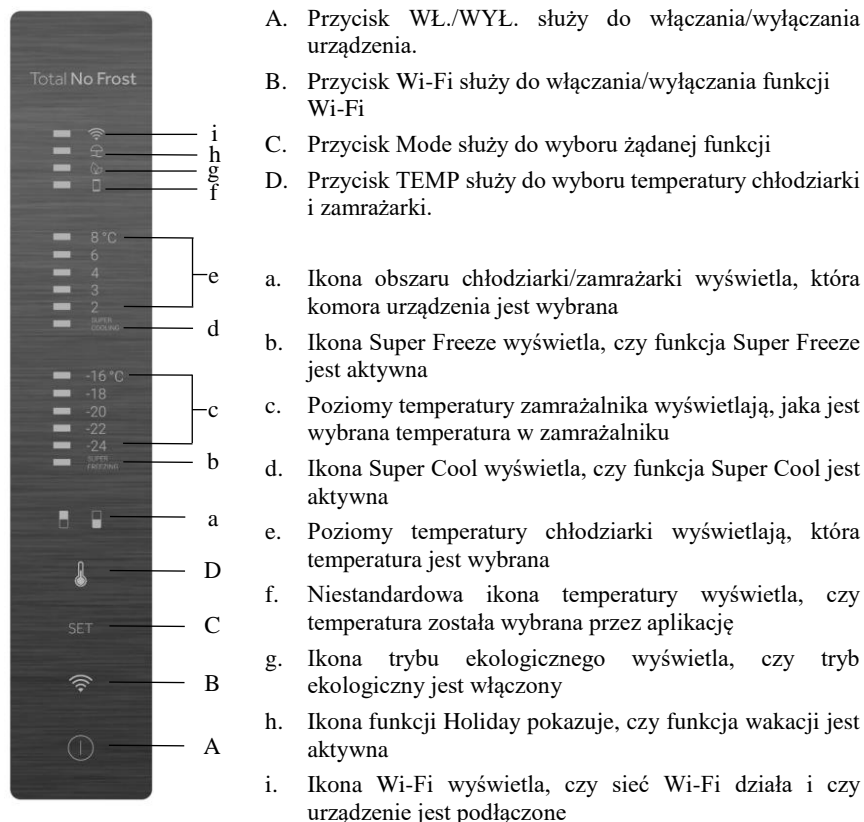 Total No Frost
i
h
g
f
8 °C
6
4
3
2
SUPER
COOLING
e
d
-16 °C
-18
-20
-22
-24
SUPER
FREEZING
c
b
a
D
SET
C
B
A
A. Przycisk WŁ./WYŁ. służy do włączania/wyłączania
urządzenia.
B. Przycisk Wi-Fi służy do włączania/wyłączania funkcji
Wi-Fi
C. Przycisk Mode służy do wyboru żądanej funkcji
D. Przycisk TEMP służy do wyboru temperatury chłodziarki
i zamrażarki.
a. Ikona obszaru chłodziarki/zamrażarki wyświetla, która
komora urządzenia jest wybrana
b. Ikona Super Freeze wyświetla, czy funkcja Super Freeze
jest aktywna
c. Poziomy temperatury zamrażalnika wyświetlają, jaka jest
wybrana temperatura w zamrażalniku
d. Ikona Super Cool wyświetla, czy funkcja Super Cool jest
aktywna
e. Poziomy temperatury chłodziarki wyświetlają, która
temperatura jest wybrana
f. Niestandardowa ikona temperatury wyświetla, czy
temperatura została wybrana przez aplikację
g. Ikona trybu ekologicznego wyświetla, czy tryb
ekologiczny jest włączony
h. Ikona funkcji Holiday pokazuje, czy funkcja wakacji jest
aktywna
i. Ikona Wi-Fi wyświetla, czy sieć Wi-Fi działa i czy
urządzenie jest podłączone